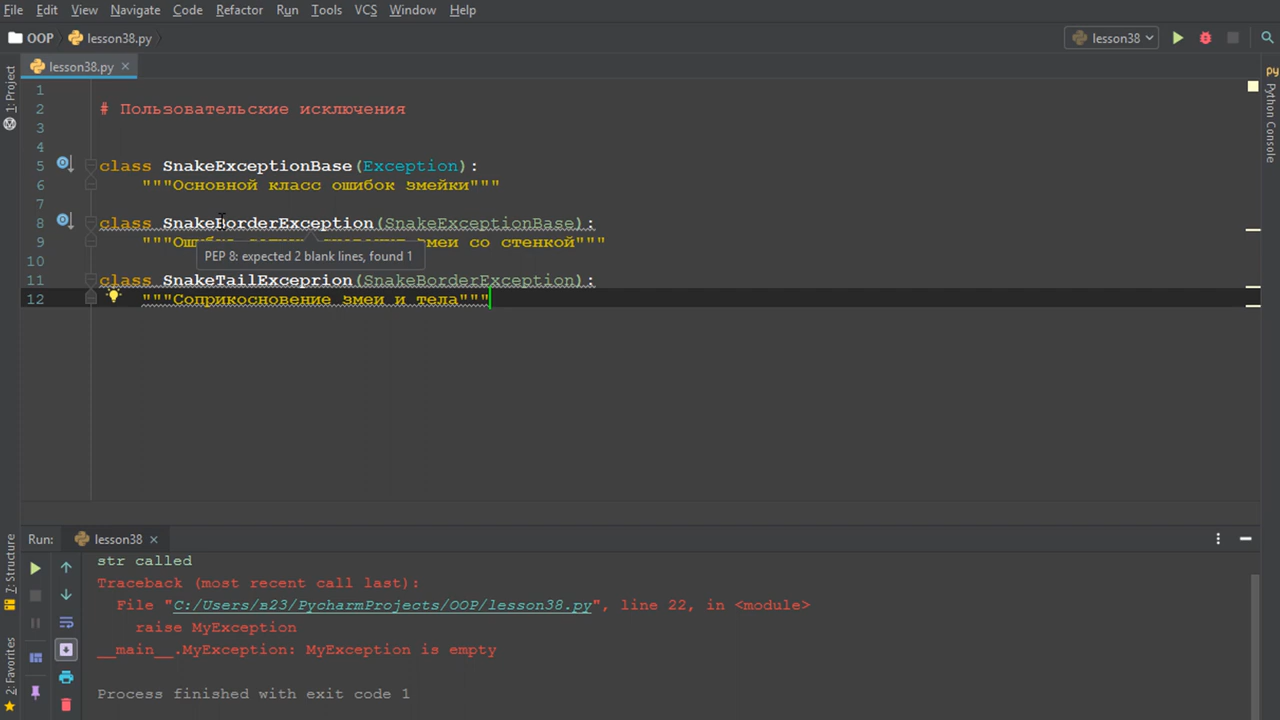 File Edit View Navigate Code Refactor Run Tools VCS Window Help
OOP lesson38.py lesson38
lesson38.py
1: Project
py Python Console
1
2 # Пользовательские исключения
3
4
5 class SnakeExceptionBase(Exception):
6 """Основной класс ошибок змейки"""
7
8 class SnakeBorderException(SnakeExceptionBase):
9 """Ошибка змеи со стенкой"""
PEP 8: expected 2 blank lines, found 1
10
11 class SnakeTailExceprion(SnakeBorderException):
12 """Соприкосновение змеи и тела"""
7: Structure
2: Favorites
Run: lesson38
str called
Traceback (most recent call last):
File "C:/Users/в23/PycharmProjects/OOP/lesson38.py", line 22, in <module>
raise MyException
__main__.MyException: MyException is empty
Process finished with exit code 1